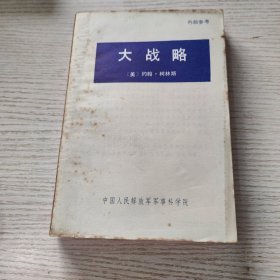 内部参考
大战略
〔美〕约翰·柯林斯
中国人民解放军军事科学院